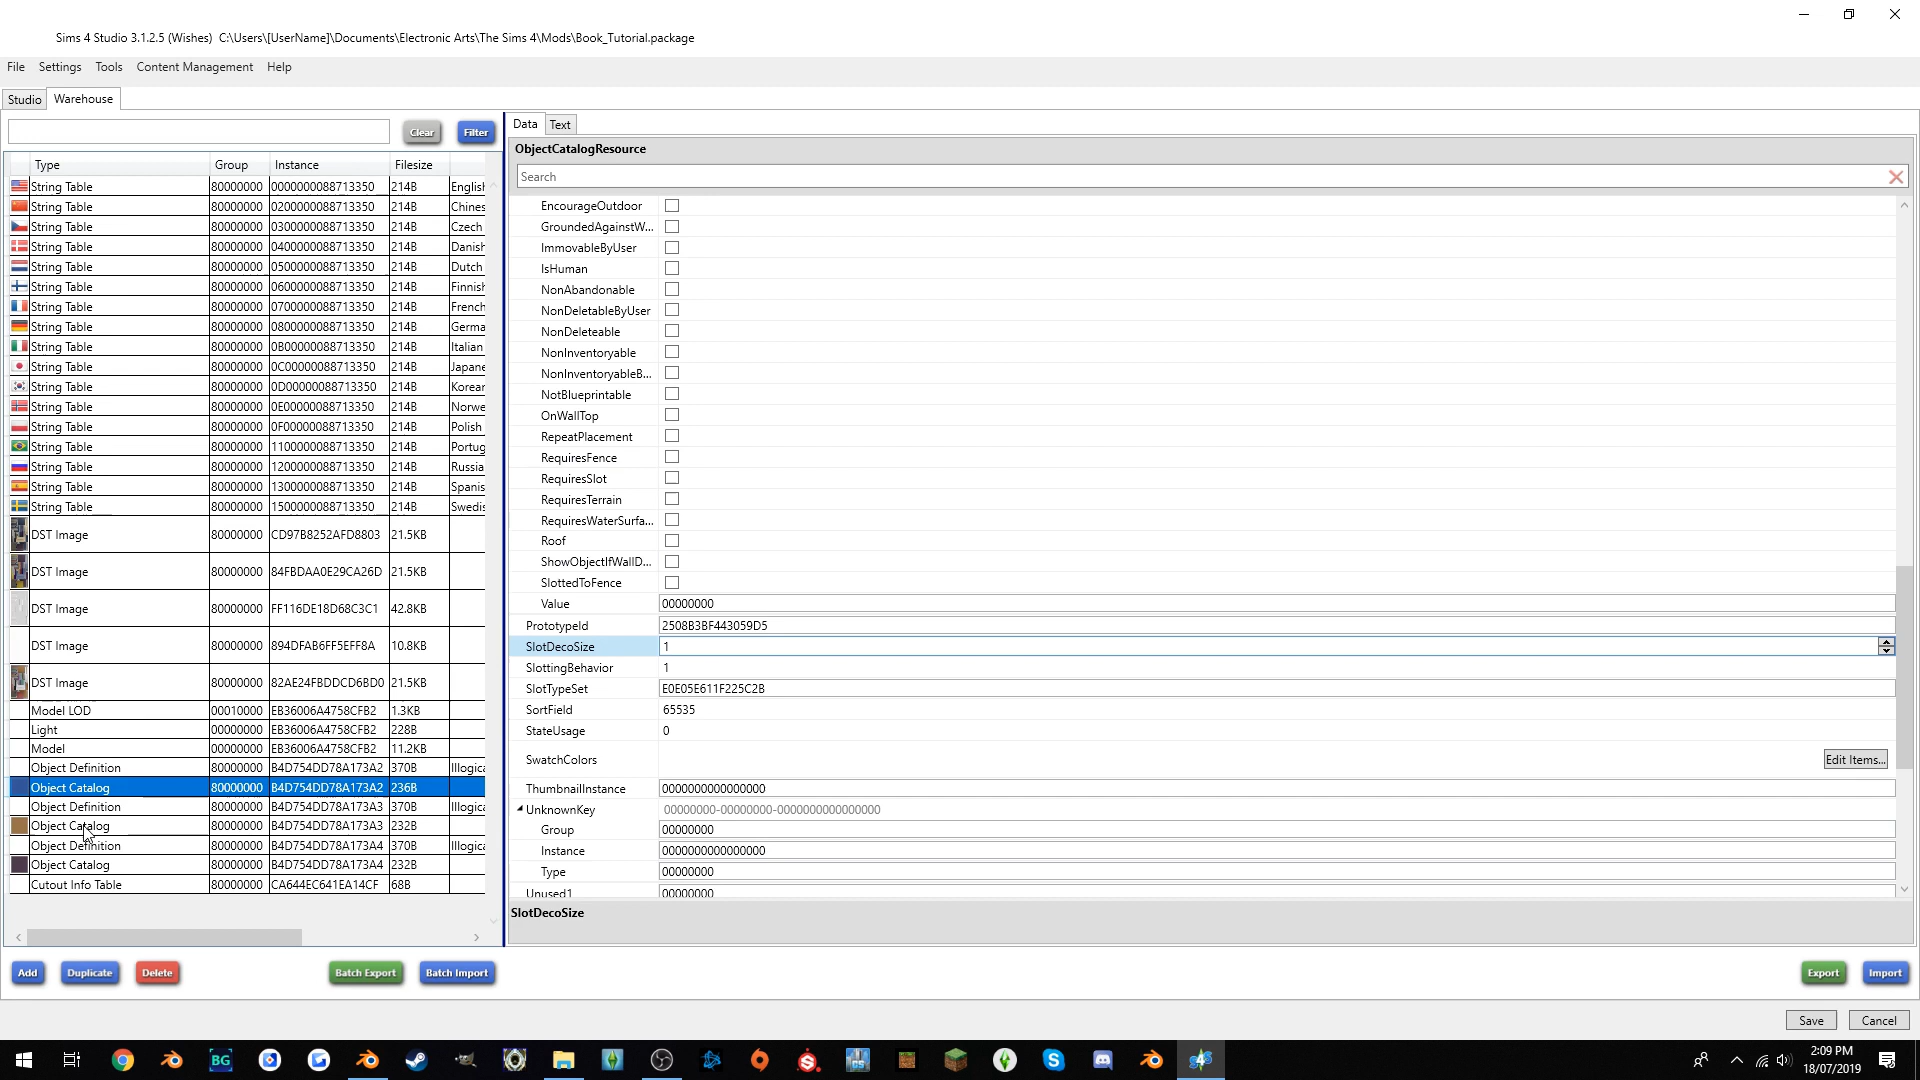 Sims 4 Studio 3.1.2.5 (Wishes)  C:\Users\[UserName]\Documents\Electronic Arts\The Sims 4\Mods\Book_Tutorial.package
File Settings Tools Content Management Help
Studio Warehouse
Clear Filter
Type Group Instance Filesize
String Table 80000000 0000000088713350 214B English
String Table 80000000 0200000088713350 214B Chines
String Table 80000000 0300000088713350 214B Czech
String Table 80000000 0400000088713350 214B Danish
String Table 80000000 0500000088713350 214B Dutch
String Table 80000000 0600000088713350 214B Finnish
String Table 80000000 0700000088713350 214B French
String Table 80000000 0800000088713350 214B Germa
String Table 80000000 0B00000088713350 214B Italian
String Table 80000000 0C00000088713350 214B Japane
String Table 80000000 0D00000088713350 214B Korear
String Table 80000000 0E00000088713350 214B Norwe
String Table 80000000 0F00000088713350 214B Polish
String Table 80000000 1100000088713350 214B Portug
String Table 80000000 1200000088713350 214B Russia
String Table 80000000 1300000088713350 214B Spanis
String Table 80000000 1500000088713350 214B Swedis
DST Image 80000000 CD97B8252AFD8803 21.5KB
DST Image 80000000 84FBDAA0E29CA26D 21.5KB
DST Image 80000000 FF116DE18D68C3C1 42.8KB
DST Image 80000000 894DFAB6FF5EFF8A 10.8KB
DST Image 80000000 82AE24FBDDCD6BD0 21.5KB
Model LOD 00010000 EB36006A4758CFB2 1.3KB
Light 00000000 EB36006A4758CFB2 228B
Model 00000000 EB36006A4758CFB2 11.2KB
Object Definition 80000000 B4D754DD78A173A2 370B Illogica
Object Catalog 80000000 B4D754DD78A173A2 236B
Object Definition 80000000 B4D754DD78A173A3 370B Illogica
Object Catalog 80000000 B4D754DD78A173A3 232B
Object Definition 80000000 B4D754DD78A173A4 370B Illogica
Object Catalog 80000000 B4D754DD78A173A4 232B
Cutout Info Table 80000000 CA644EC641EA14CF 68B
Add Duplicate Delete Batch Export Batch Import
Data Text
ObjectCatalogResource
Search
EncourageOutdoor
GroundedAgainstW...
ImmovableByUser
IsHuman
NonAbandonable
NonDeletableByUser
NonDeleteable
NonInventoryable
NonInventoryableB...
NotBlueprintable
OnWallTop
RepeatPlacement
RequiresFence
RequiresSlot
RequiresTerrain
RequiresWaterSurfa...
Roof
ShowObjectIfWallD...
SlottedToFence
Value 00000000
PrototypeId 2508B3BF443059D5
SlotDecoSize 1
SlottingBehavior 1
SlotTypeSet E0E05E611F225C2B
SortField 65535
StateUsage 0
SwatchColors Edit Items...
ThumbnailInstance 0000000000000000
UnknownKey 00000000-00000000-0000000000000000
Group 00000000
Instance 0000000000000000
Type 00000000
Unused1 00000000
SlotDecoSize
Export Import
Save Cancel
BG
2:09 PM
18/07/2019